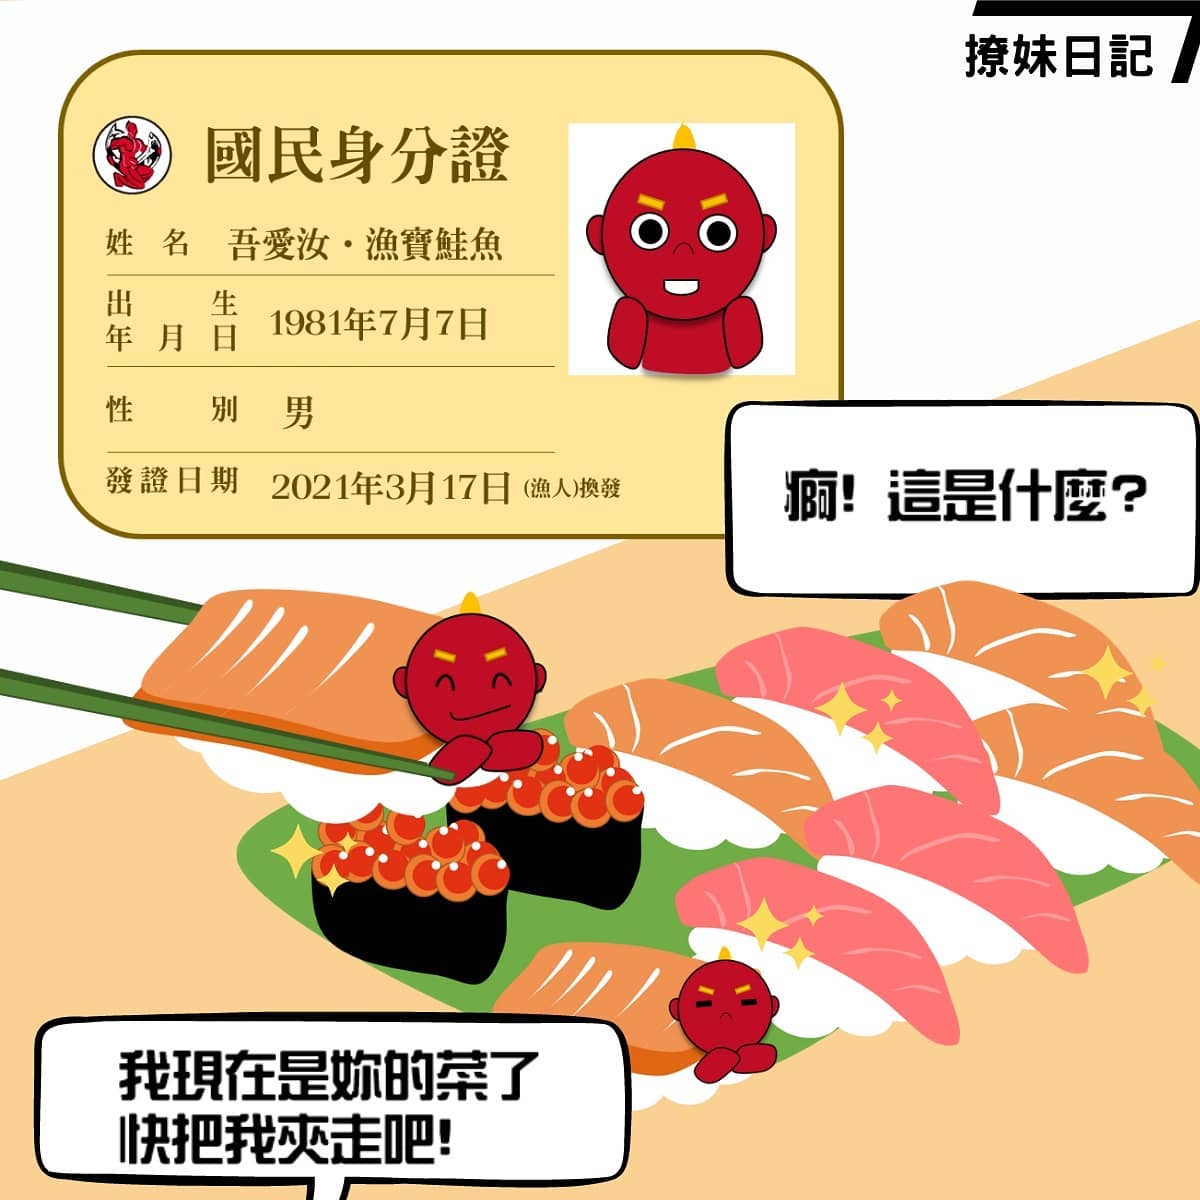 撩妹日記
國民身分證
姓名 吾愛汝・漁寶鮭魚
出生
年月日 1981年7月7日
性別 男
發證日期 2021年3月17日 (漁人)換發
痾! 這是什麼?
我現在是妳的菜了
快把我夾走吧!